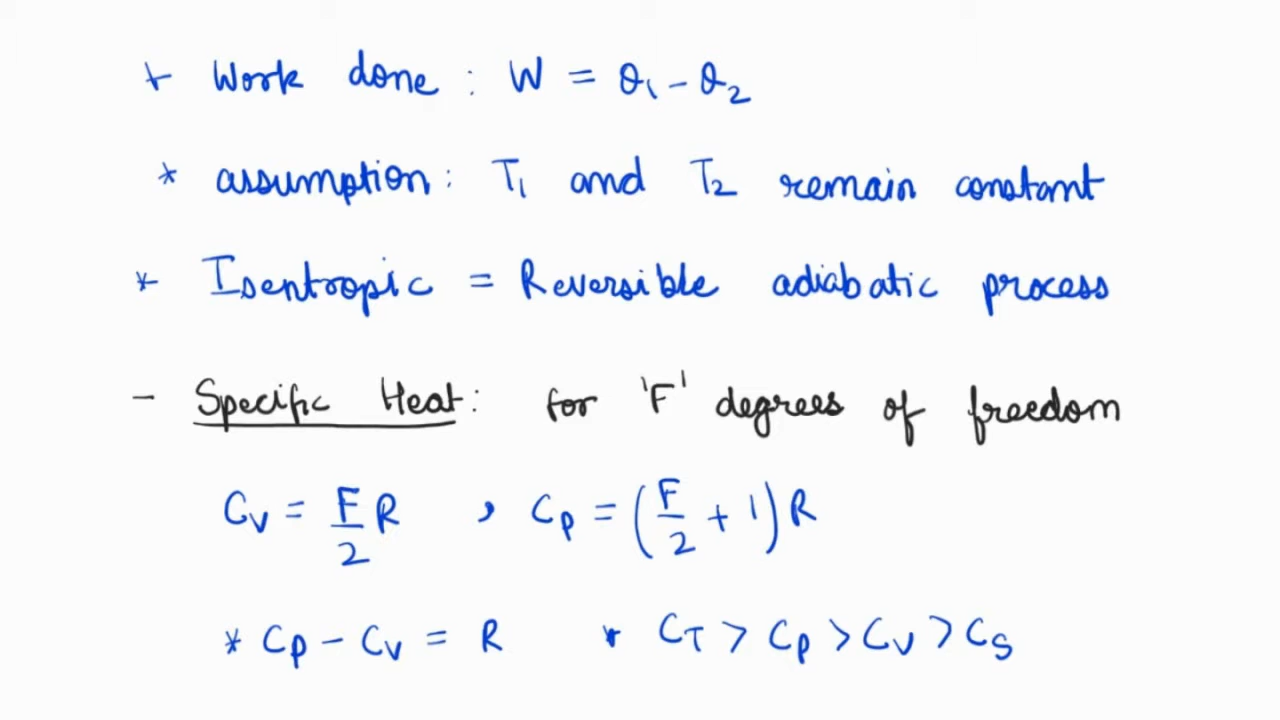 + Work done : W = Q₁ - Q₂
* assumption : T₁ and T₂ remain constant
* Isentropic = Reversible adiabatic process
- Specific Heat : for 'F' degrees of freedom
Cv = F/2 R , Cp = (F/2 + 1) R
* Cp - Cv = R * CT > Cp > Cv > Cs